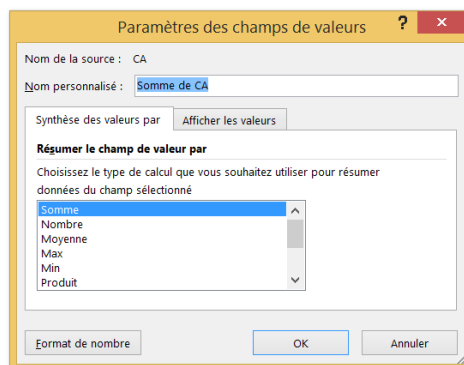 Paramètres des champs de valeurs ? ×
Nom de la source : CA
Nom personnalisé : Somme de CA
Synthèse des valeurs par Afficher les valeurs
Résumer le champ de valeur par
Choisissez le type de calcul que vous souhaitez utiliser pour résumer
données du champ sélectionné
Somme
Nombre
Moyenne
Max
Min
Produit
Format de nombre OK Annuler